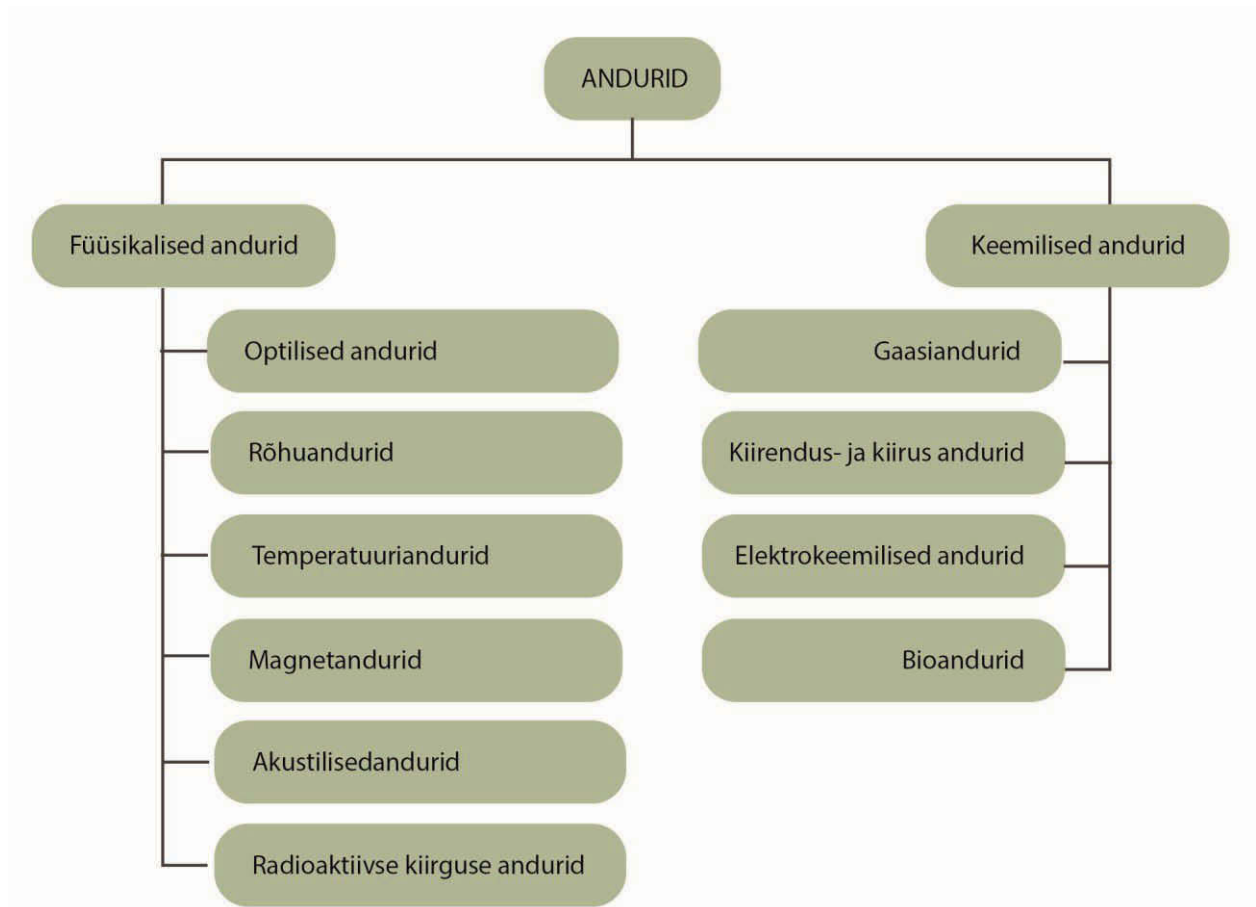 ANDURID
Füüsikalised andurid
Keemilised andurid
Optilised andurid
Rõhuandurid
Temperatuuriandurid
Magnetandurid
Akustilisedandurid
Radioaktiivse kiirguse andurid
Gaasiandurid
Kiirendus- ja kiirus andurid
Elektrokeemilised andurid
Bioandurid